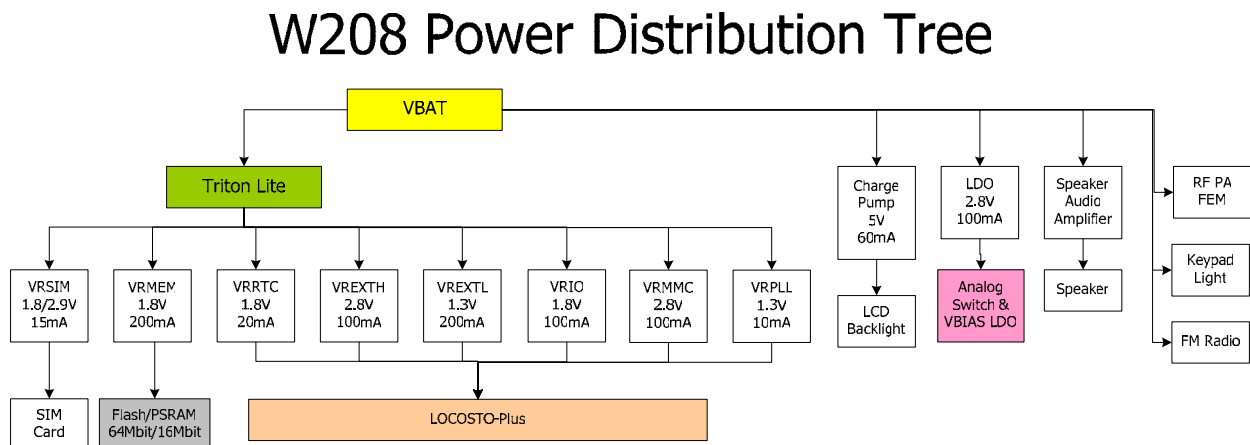 W208 Power Distribution Tree
VBAT
Triton Lite
Charge
Pump
5V
60mA
LDO
2.8V
100mA
Speaker
Audio
Amplifier
RF PA
FEM
VRSIM
1.8/2.9V
15mA
VRMEM
1.8V
200mA
VRRTC
1.8V
20mA
VREXTH
2.8V
100mA
VREXTL
1.3V
200mA
VRIO
1.8V
100mA
VRMMC
2.8V
100mA
VRPLL
1.3V
10mA
LCD
Backlight
Analog
Switch &
VBIAS LDO
Speaker
Keypad
Light
FM Radio
SIM
Card
Flash/PSRAM
64Mbit/16Mbit
LOCOSTO-Plus